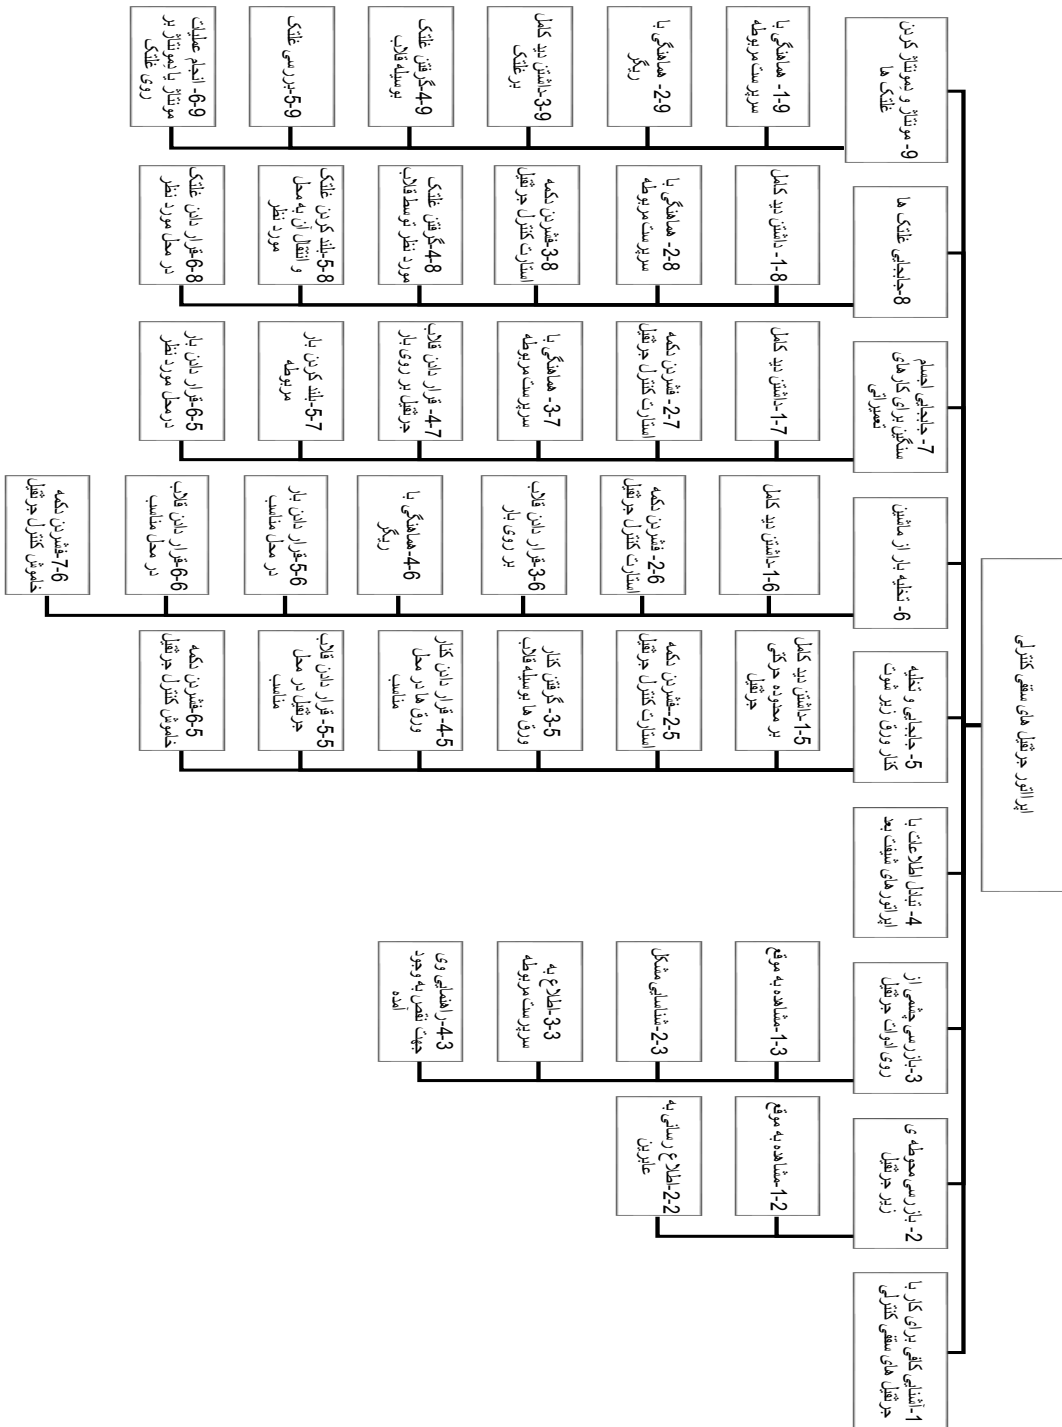 اپراتور جرثقیل های سقفی کنترلی
1-آشنایی کافی برای کار با
جرثقیل های سقفی کنترلی
2- بازرسی محوطه ی
زیر جرثقیل
1-2-مشاهده به موقع
2-2-اطلاع رسانی به
عابرین
3-بازرسی چشمی از
روی ادوات جرثقیل
1-3-مشاهده به موقع
2-3-شناسایی مشکل
3-3-اطلاع به
سرپرست مربوطه
4-3-راهنمایی وی
جهت نقص به وجود
آمده
4- تبادل اطلاعات با
اپراتورهای شیفت بعد
5- جابجایی و تخلیه
کنار ورق زیر شوت
1-5-داشتن دید کامل
بر محدوده حرکتی
جرثقیل
2-5--فشردن دکمه
استارت کنترل جرثقیل
3-5- گرفتن کنار
ورق ها بوسیله قلاب
4-5- قرار دادن کنار
ورق ها در محل
مناسب
5-5- قرار دادن قلاب
جرثقیل در محل
مناسب
6-5-فشردن دکمه
خاموش کنترل جرثقیل
6- تخلیه بار از ماشین
1-6-داشتن دید کامل
2-6- فشردن دکمه
استارت کنترل جرثقیل
3-6-قرار دادن قلاب
بر روی بار
4-6-هماهنگی با
ریگر
5-6-قرار دادن بار
در محل مناسب
6-6-قرار دادن قلاب
در محل مناسب
7-6-فشردن دکمه
خاموش کنترل جرثقیل
7- جابجایی اجسام
سنگین برای کارهای
تعمیراتی
1-7-داشتن دید کامل
2-7- فشردن دکمه
استارت کنترل جرثقیل
3-7- هماهنگی با
سرپرست مربوطه
4-7- قرار دادن قلاب
جرثقیل بر روی بار
5-7-بلند کردن بار
مربوطه
6-5-قرار دادن بار
درمحل مورد نظر
8-جابجایی غلتک ها
1-8- داشتن دید کامل
2-8- هماهنگی با
سرپرست مربوطه
3-8-فشردن دکمه
استارت کنترل جرثقیل
4-8-گرفتن غلتک
مورد نظر توسط قلاب
5-8-بلند کردن غلتک
و انتقال آن به محل
مورد نظر
6-8-قرار دادن غلتک
در محل مورد نظر
9- مونتاژ و دمونتاژ کردن
غلتک ها
1-9- هماهنگی با
سرپرست مربوطه
2-9- هماهنگی با
ریگر
3-9-داشتن دید کامل
بر غلتک
4-9-گرفتن غلتک
بوسیله قلاب
5-9-بررسی غلتک
6-9- انجام عملیات
مونتاژ یا دمونتاژ بر
روی غلتک